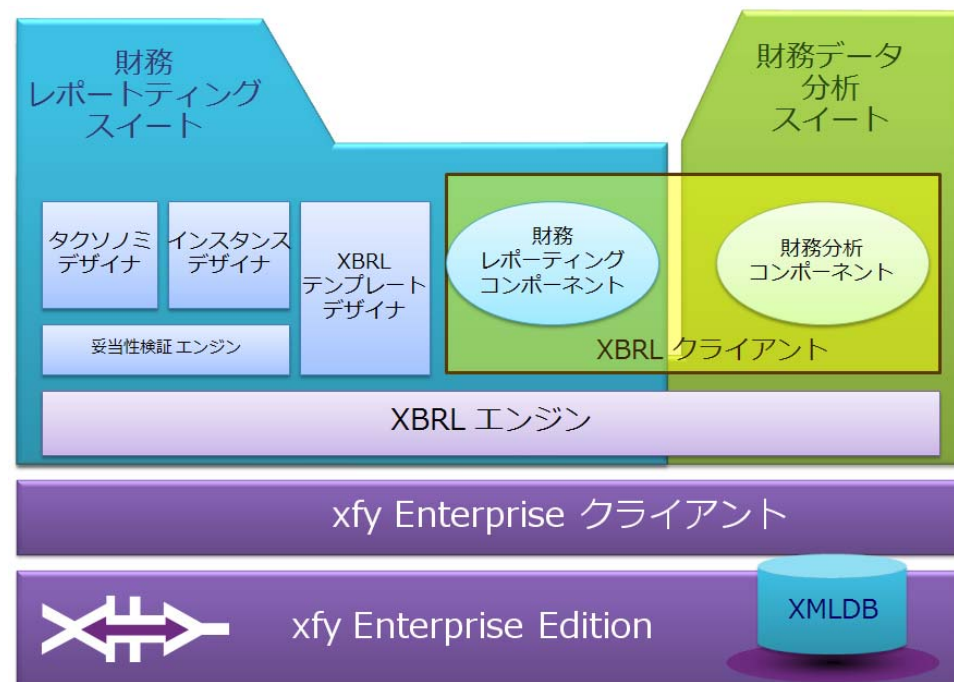 財務
レポートティング
スイート
財務データ
分析
スイート
タクソノミ
デザイナ
インスタンス
デザイナ
XBRL
テンプレート
デザイナ
財務
レポーティング
コンポーネント
財務分析
コンポーネント
妥当性検証 エンジン
XBRL クライアント
XBRL エンジン
xfy Enterprise クライアント
xfy Enterprise Edition
XMLDB